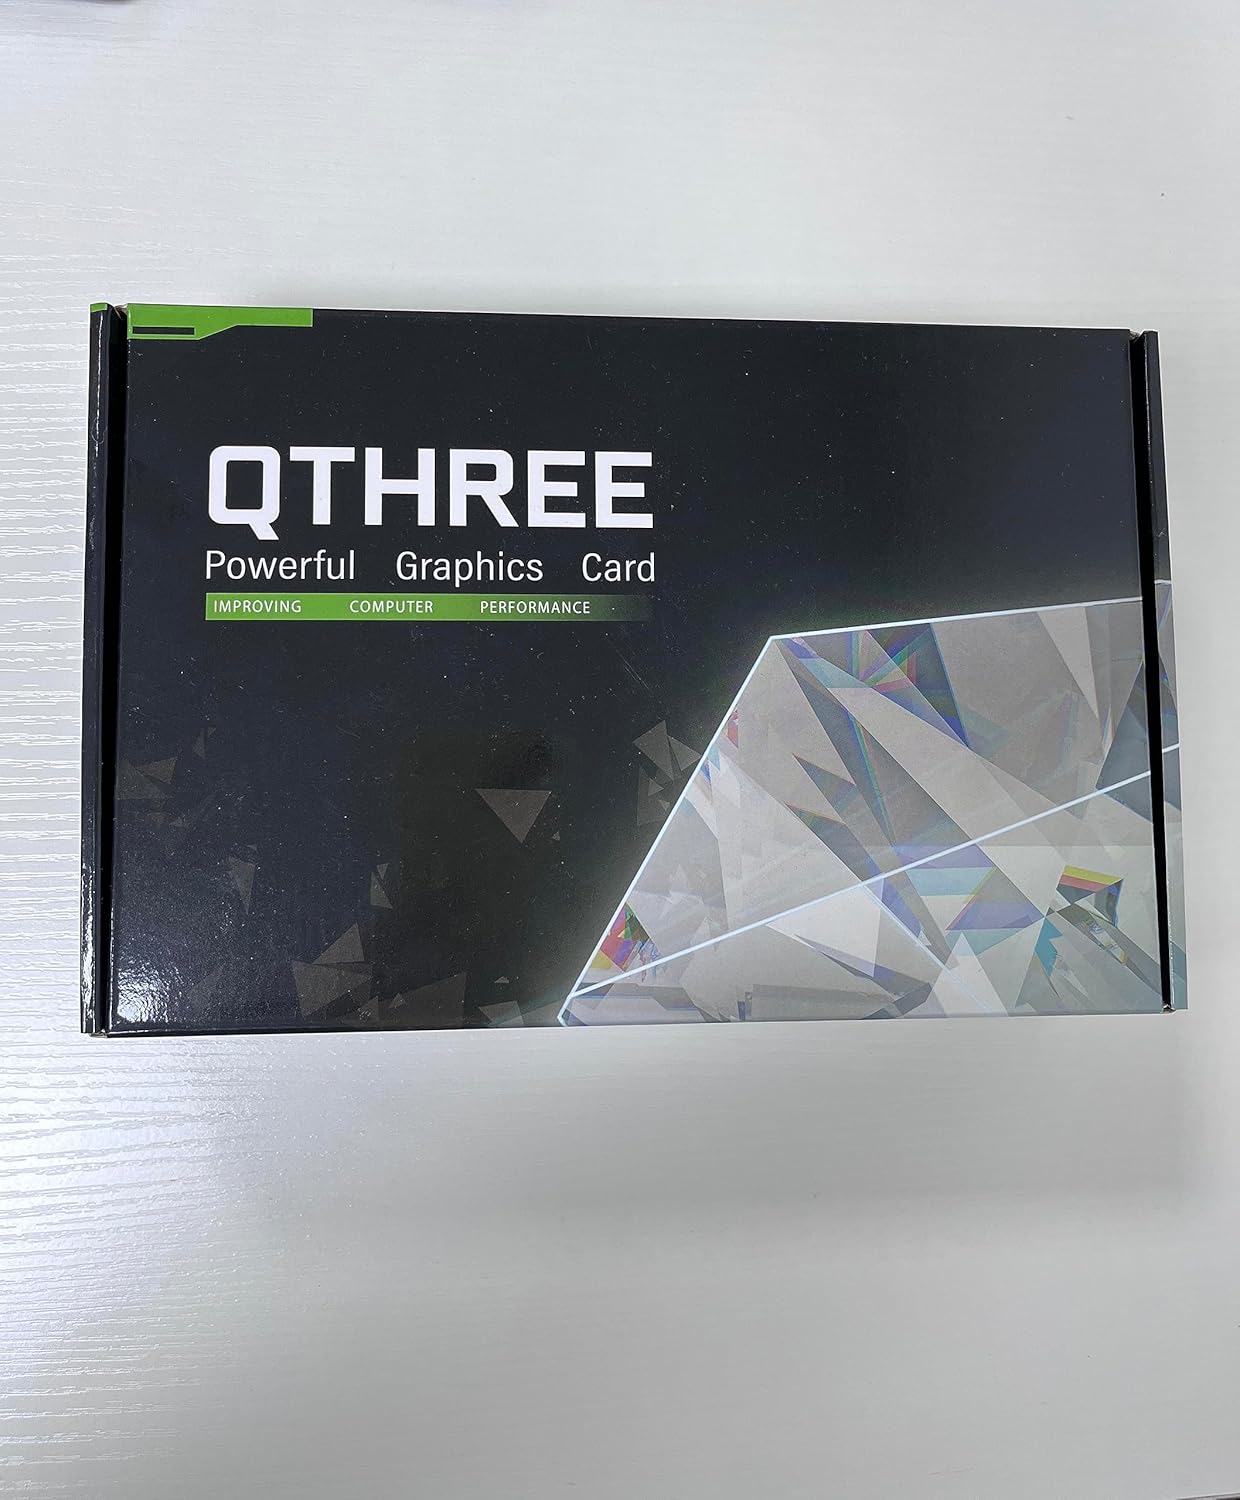 QTHREE
Powerful Graphics Card
IMPROVING COMPUTER PERFORMANCE